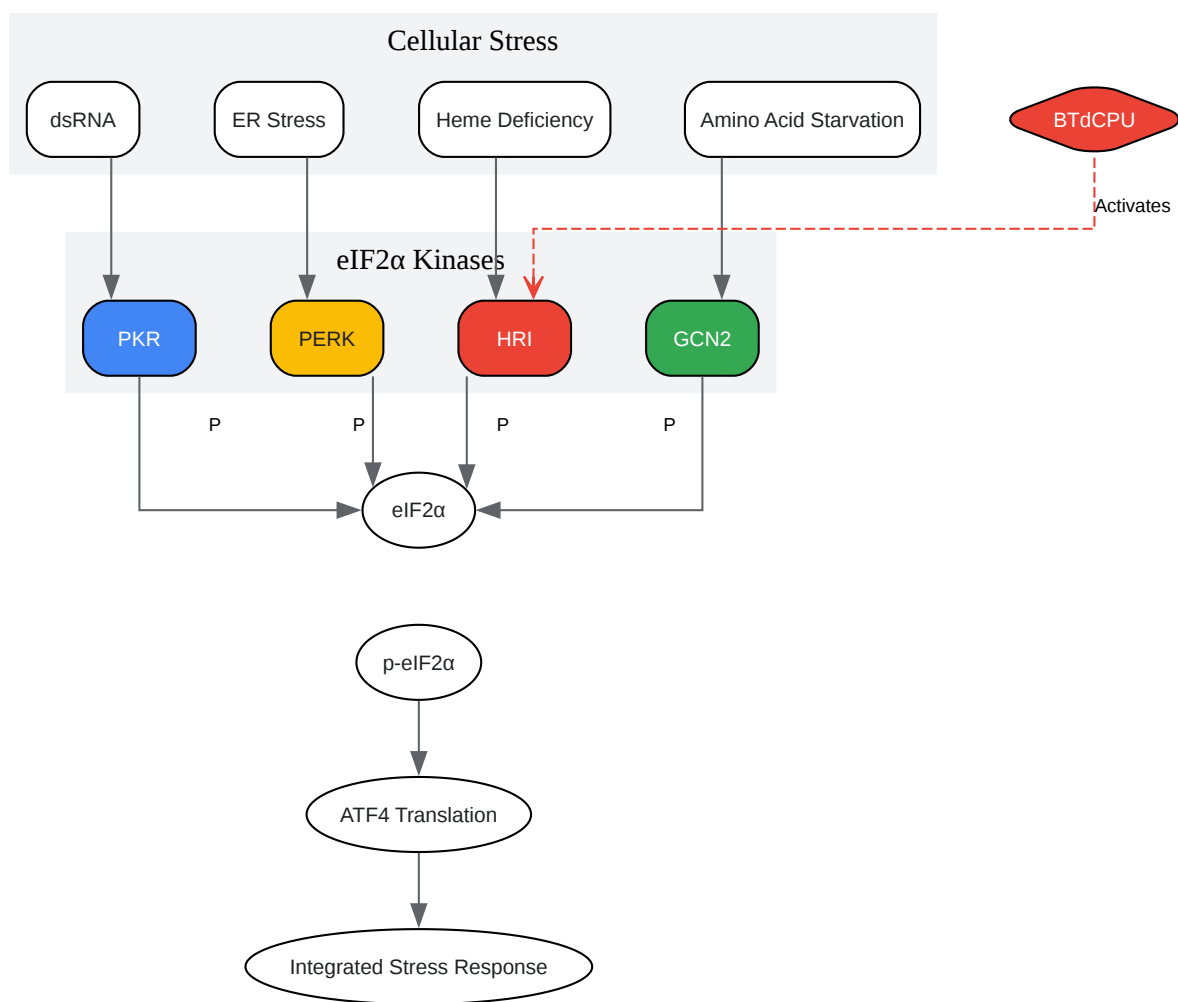 Cellular Stress
dsRNA
ER Stress
Heme Deficiency
Amino Acid Starvation
BTdCPU
Activates
eIF2α Kinases
PKR
PERK
HRI
GCN2
P
P
P
P
eIF2α
p-eIF2α
ATF4 Translation
Integrated Stress Response